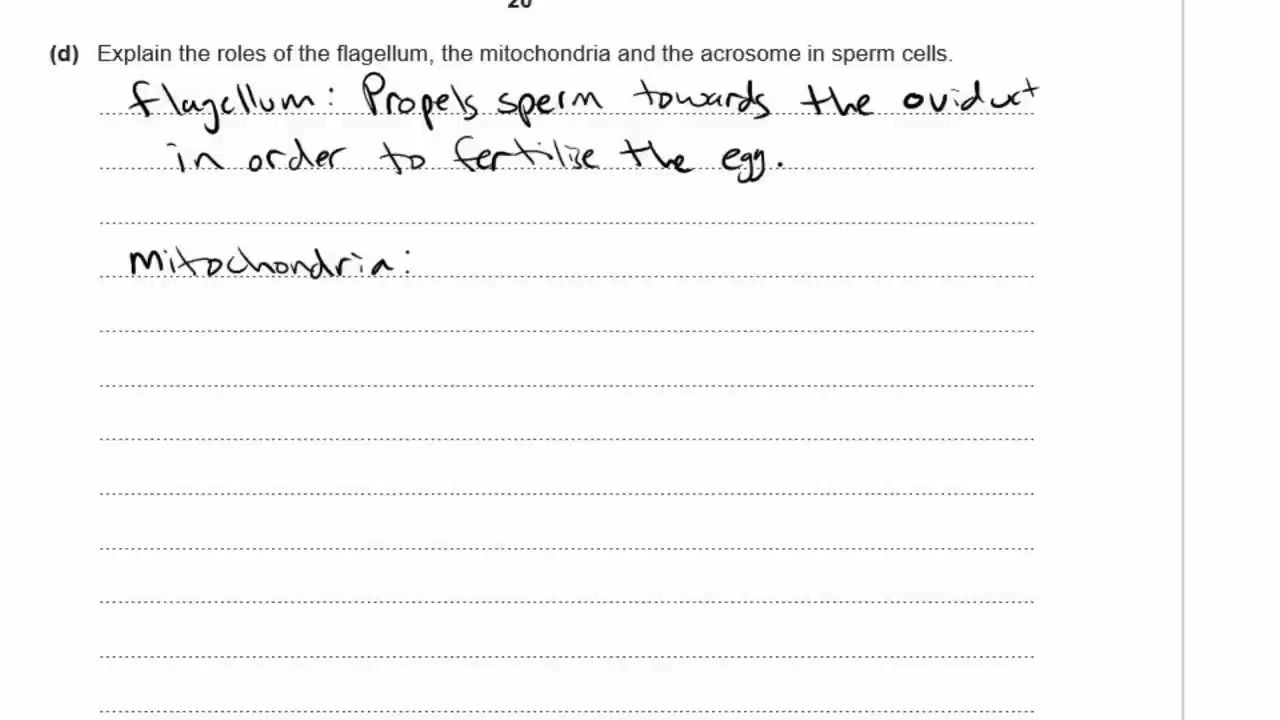 20
(d) Explain the roles of the flagellum, the mitochondria and the acrosome in sperm cells.
flagellum: Propels sperm towards the oviduct
in order to fertilise the egg.
Mitochondria: